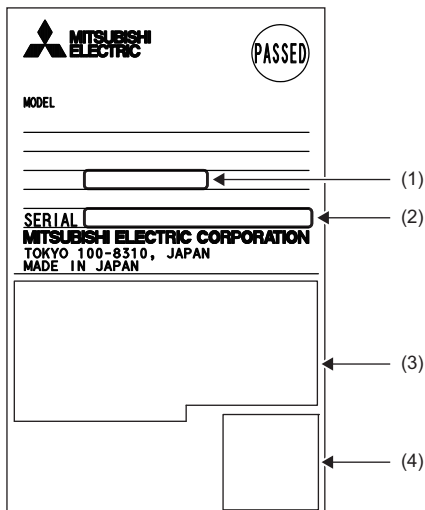 MITSUBISHI
ELECTRIC
PASSED
MODEL
(1)
SERIAL
(2)
MITSUBISHI ELECTRIC CORPORATION
TOKYO 100-8310, JAPAN
MADE IN JAPAN
(3)
(4)